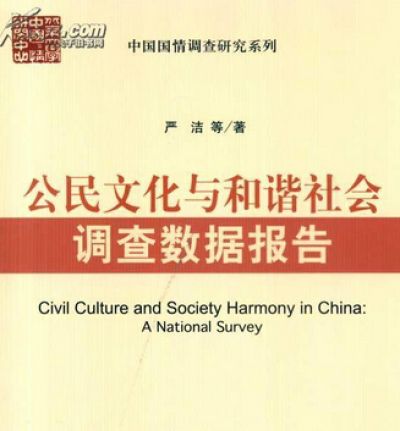 .com
中国国情调查研究系列
严 洁 等/著
公民文化与和谐社会
调查数据报告
Civil Culture and Society Harmony in China:
A National Survey